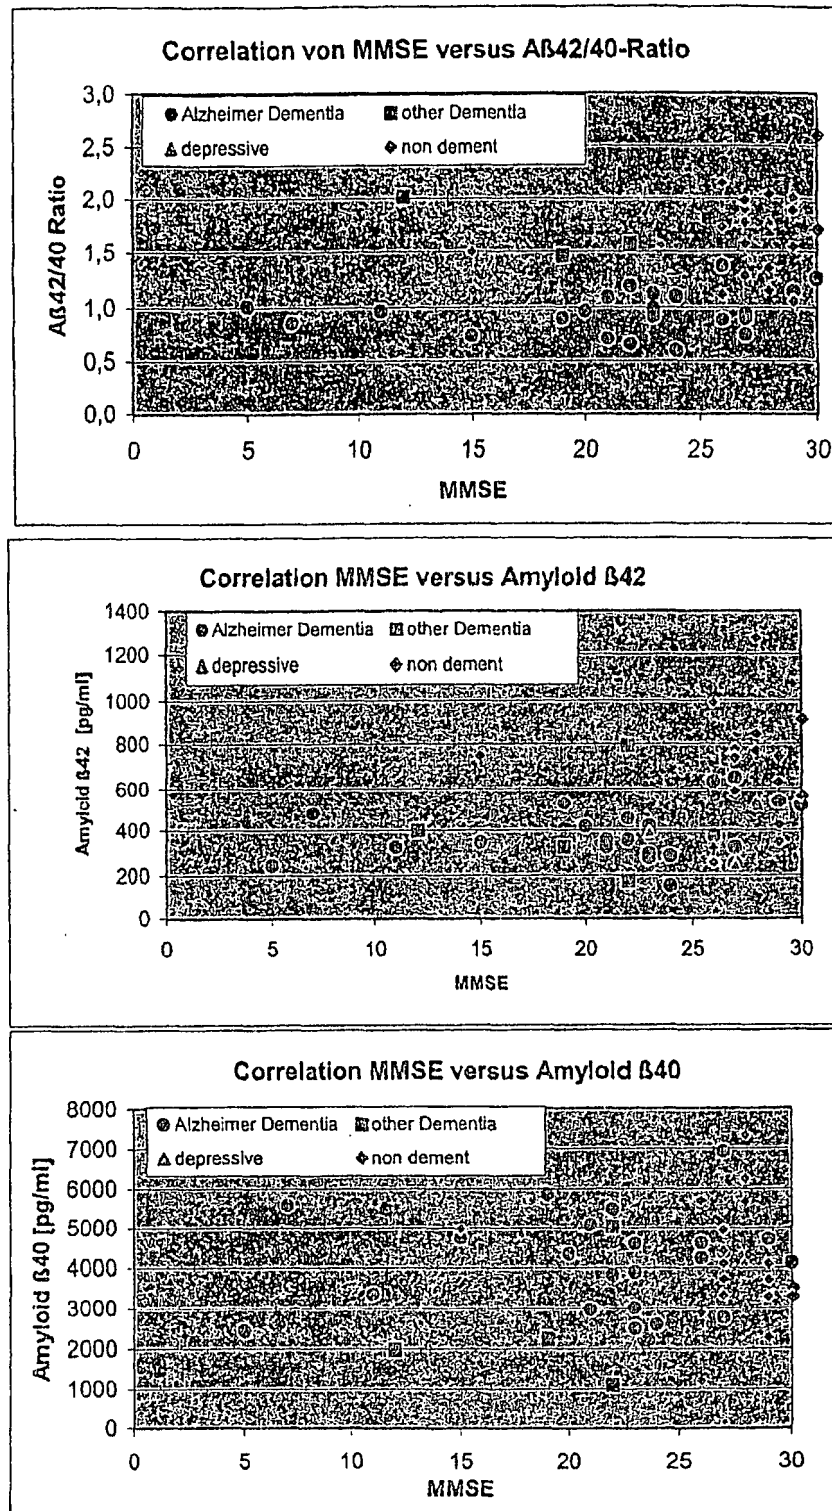 Correlation von MMSE versus Aß42/40-Ratio
3,0
2,5
2,0
1,5
1,0
0,5
0,0
Aß42/40 Ratio
Alzheimer Dementia other Dementia
depressive non dement
0 5 10 15 20 25 30
MMSE
Correlation MMSE versus Amyloid ß42
1400
1200
1000
800
600
400
200
0
Amyloid ß42 [pg/ml]
Alzheimer Dementia other Dementia
depressive non dement
0 5 10 15 20 25 30
MMSE
Correlation MMSE versus Amyloid ß40
8000
7000
6000
5000
4000
3000
2000
1000
0
Amyloid ß40 [pg/ml]
Alzheimer Dementia other Dementia
depressive non dement
0 5 10 15 20 25 30
MMSE